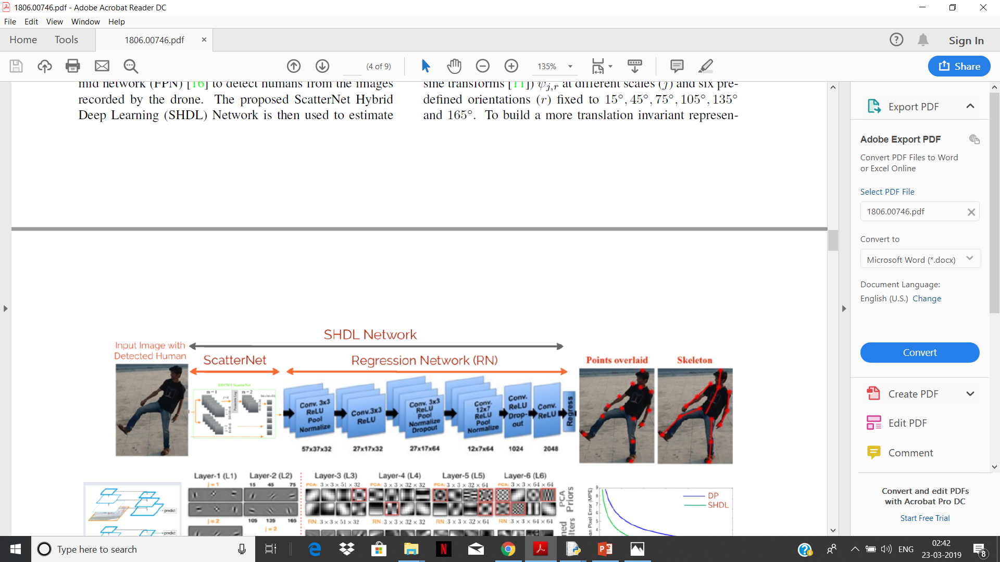 1806.00746.pdf - Adobe Acrobat Reader DC
File Edit View Window Help
Home Tools 1806.00746.pdf × Sign In
(4 of 9) 135% Share
mid network (FPN) [16] to detect humans from the images
recorded by the drone. The proposed ScatterNet Hybrid
Deep Learning (SHDL) Network is then used to estimate
sine transforms [11]) ψj,r at different scales (j) and six pre-
defined orientations (r) fixed to 15°, 45°, 75°, 105°, 135°
and 165°. To build a more translation invariant represen-
SHDL Network
Input Image with
Detected Human
ScatterNet
Regression Network (RN)
Points overlaid
Skeleton
DTCWT ScatterNet
m = 1
m = 2
Conv. 3x3
ReLU
Pool
Normalize
Conv.3x3
ReLU
Conv. 3x3
ReLU
Pool
Normalize
Dropout
Conv.
12x7
ReLU
Pool
Normalize
Conv.
ReLU
Drop-
out
Conv.
ReLU
Regress
57x37x32
27x17x32
27x17x64
12x7x64
1024
2048
Layer-1 (L1)
Layer-2 (L2)
Layer-3 (L3)
Layer-4 (L4)
Layer-5 (L5)
Layer-6 (L6)
j = 1
15 45 75
PCA: 3 x 3 x 51 x 32
PCA: 3 x 3 x 32 x 32
PCA: 3 x 3 x 32 x 64
PCA: 3 x 3 x 64 x 64
PCA
Priors
j = 2
105 135 165
j = 2
RN: 3 x 3 x 51 x 32
RN: 3 x 3 x 32 x 32
RN: 3 x 3 x 32 x 64
RN: 3 x 3 x 64 x 64
predict
predict
Pixel Error (MPE)
9
8
DP
SHDL
Export PDF
Adobe Export PDF
Convert PDF Files to Word
or Excel Online
Select PDF File
1806.00746.pdf
Convert to
Microsoft Word (*.docx)
Document Language:
English (U.S.) Change
Convert
Create PDF
Edit PDF
Comment
Convert and edit PDFs
with Acrobat Pro DC
Start Free Trial
Type here to search
ENG
02:42
23-03-2019
8